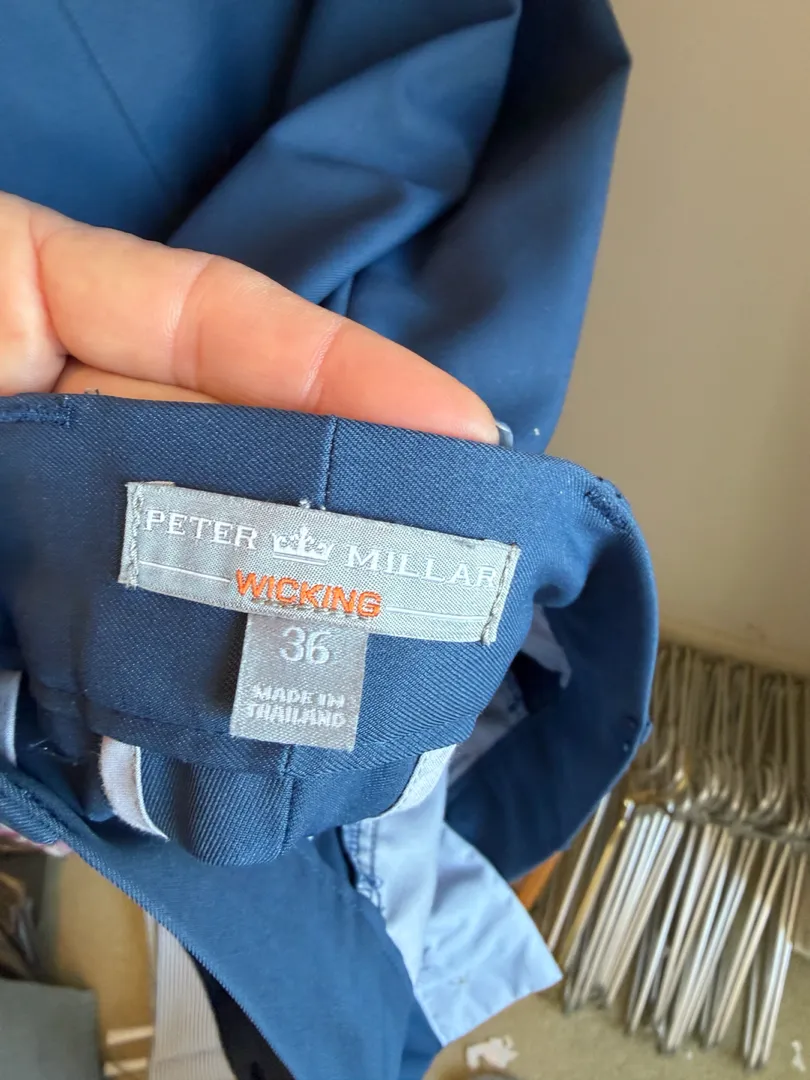 PETER MILLAR
WICKING
36
MADE IN
THAILAND